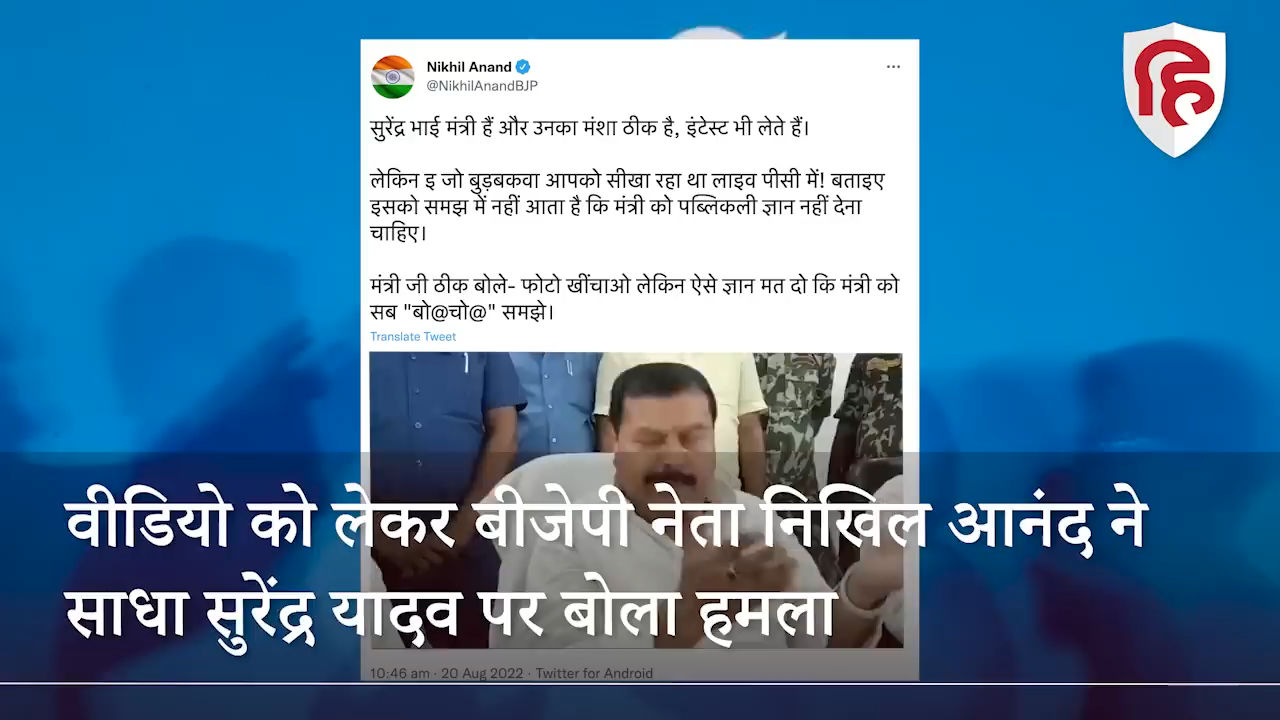 Nikhil Anand
@NikhilAnandBJP
सुरेंद्र भाई मंत्री हैं और उनका मंशा ठीक है, इंटेस्ट भी लेते हैं।
लेकिन इ जो बुड़बकवा आपको सीखा रहा था लाइव पीसी में! बताइए
इसको समझ में नहीं आता है कि मंत्री को पब्लिकली ज्ञान नहीं देना
चाहिए।
मंत्री जी ठीक बोले- फोटो खींचाओ लेकिन ऐसे ज्ञान मत दो कि मंत्री को
सब "बो@चो@" समझे।
Translate Tweet
वीडियो को लेकर बीजेपी नेता निखिल आनंद ने
साधा सुरेंद्र यादव पर बोला हमला
10:46 am · 20 Aug 2022 · Twitter for Android
हि